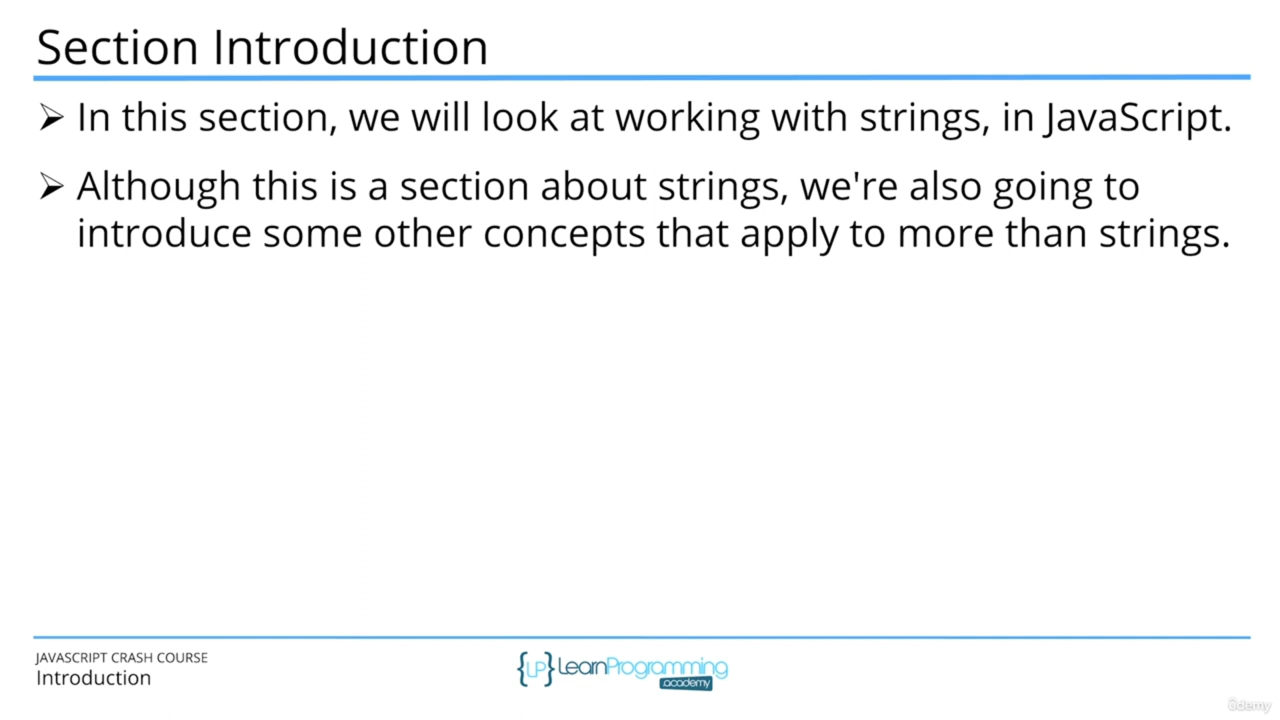 Section Introduction
➢ In this section, we will look at working with strings, in JavaScript.
➢ Although this is a section about strings, we're also going to
introduce some other concepts that apply to more than strings.
JAVASCRIPT CRASH COURSE
Introduction
{LP} LearnProgramming
.academy
ûdemy